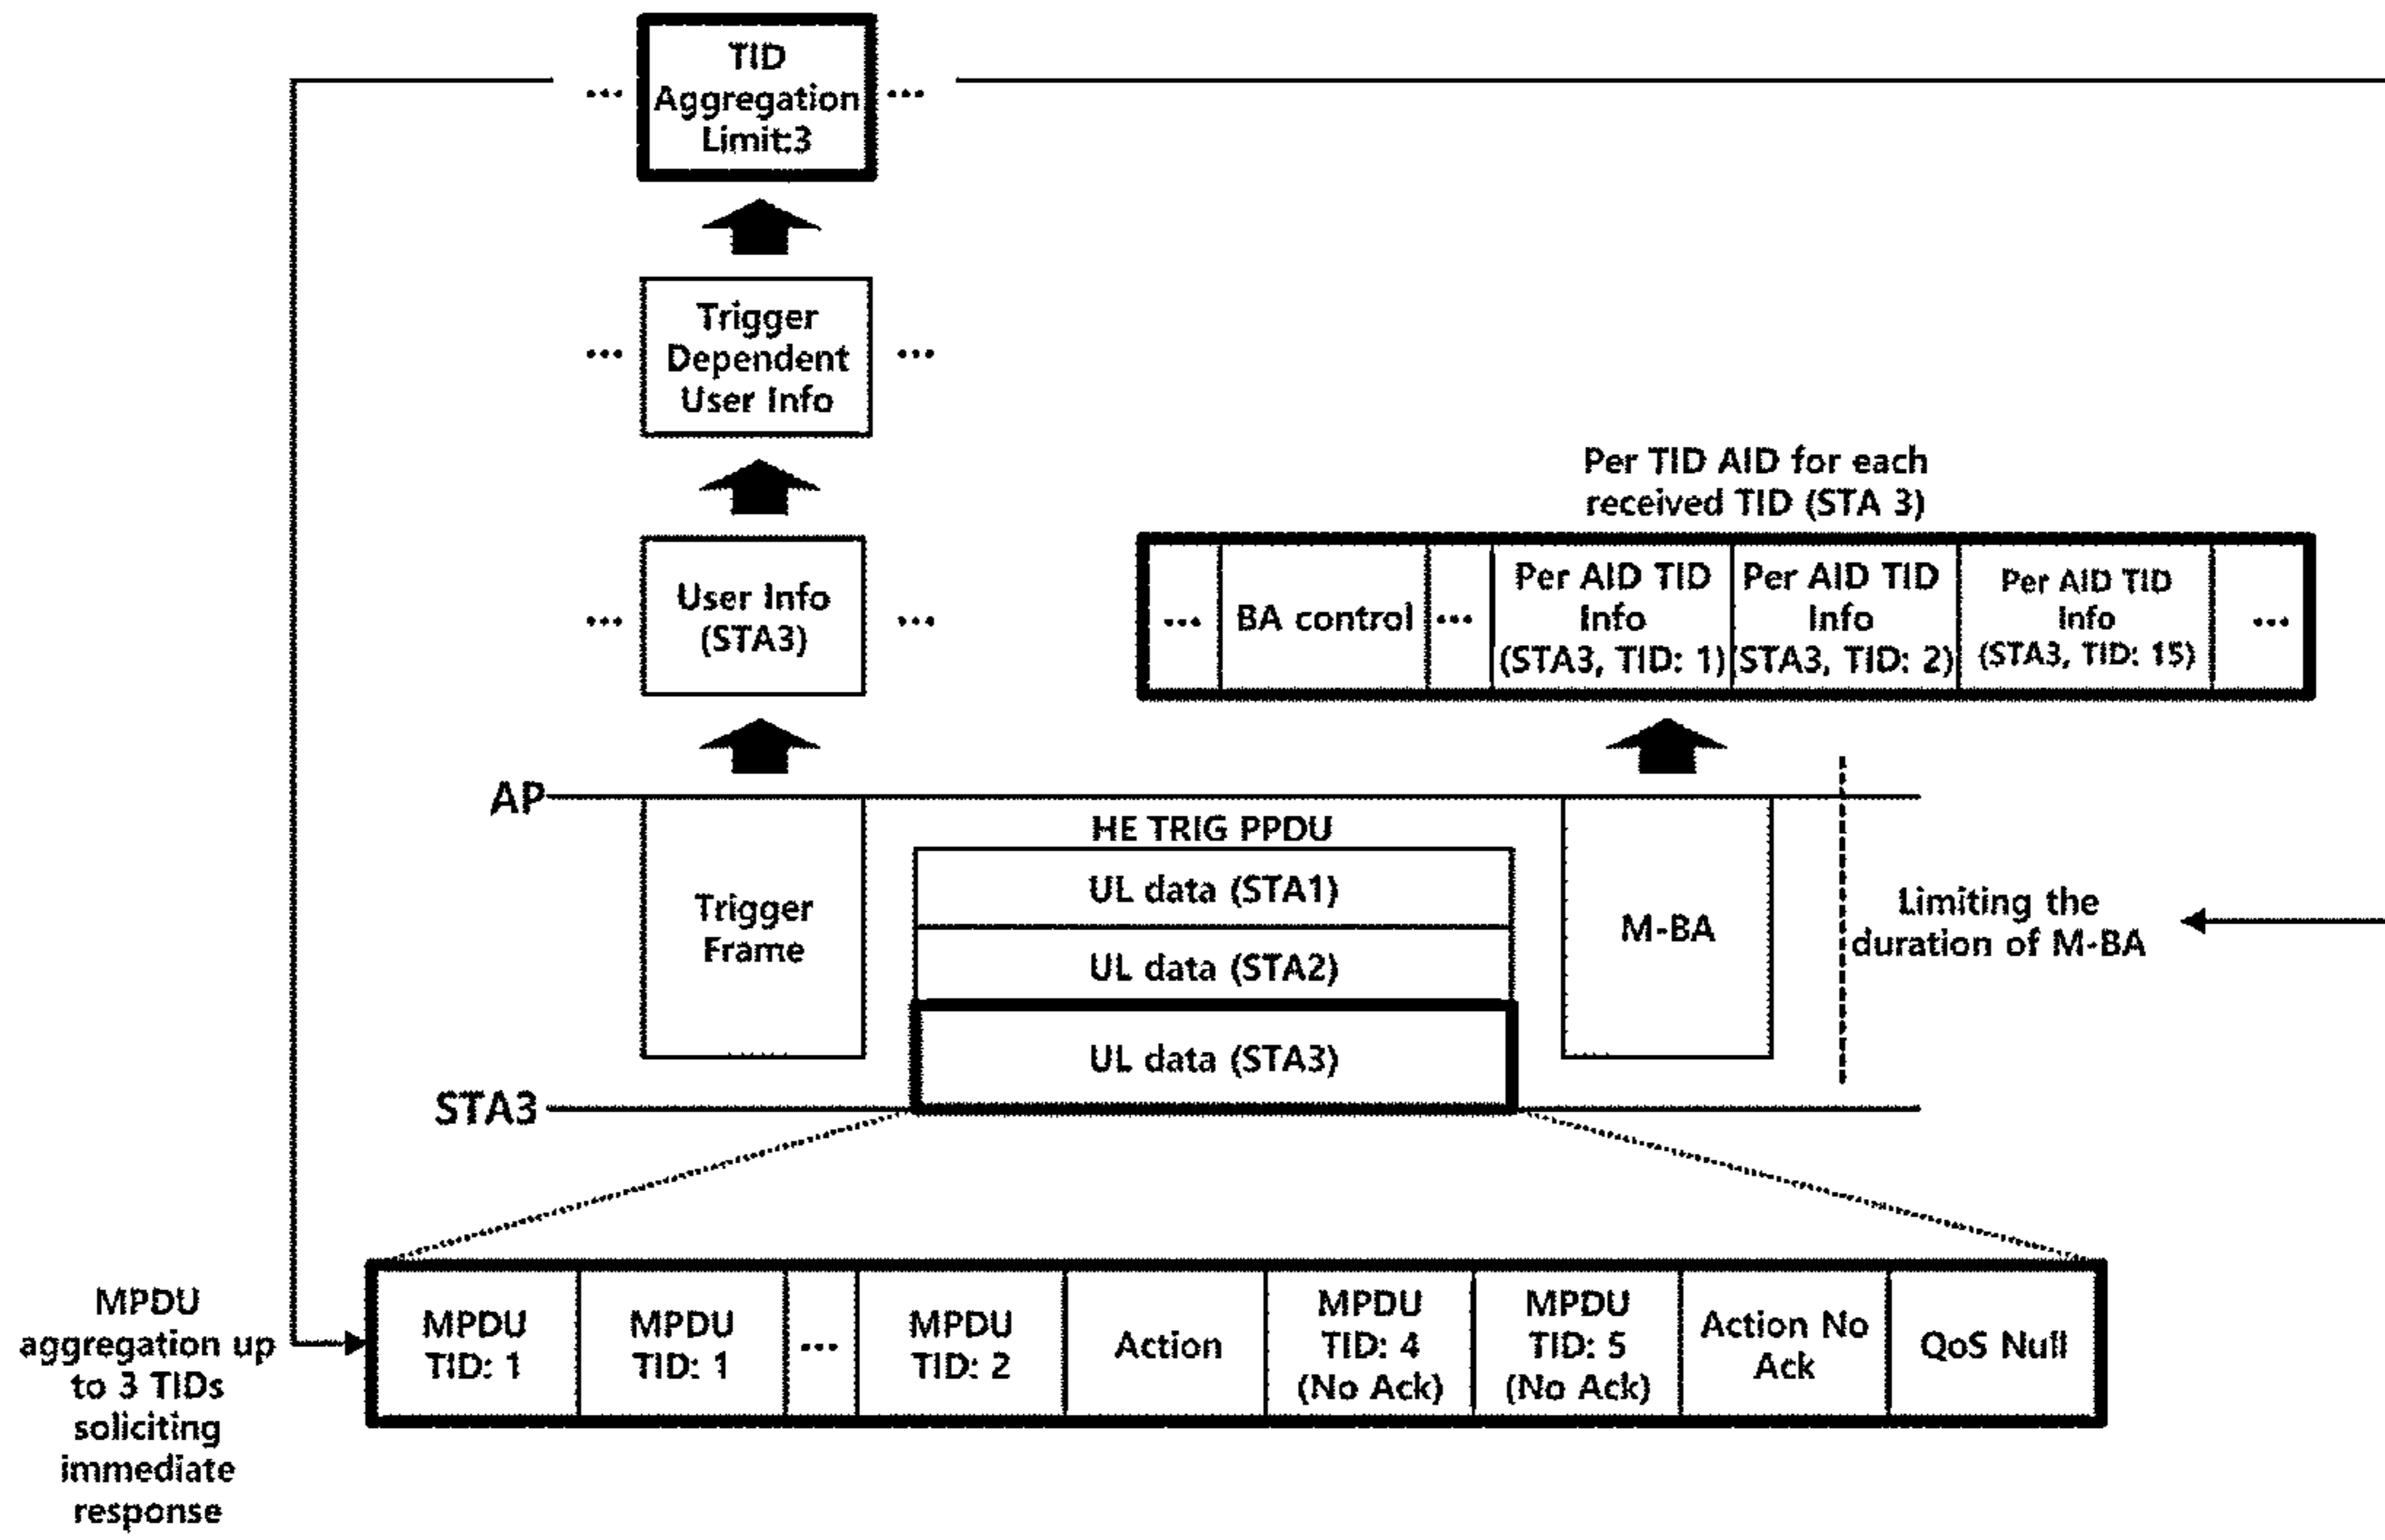 TID
... Aggregation ...
Limit:3
Trigger
... Dependent ...
User Info
Per TID AID for each
received TID (STA 3)
User Info
... (STA3) ...
... BA control ...
Per AID TID
Info
(STA3, TID: 1)
Per AID TID
Info
(STA3, TID: 2)
Per AID TID
Info
(STA3, TID: 15)
...
AP
HE TRIG PPDU
Trigger
Frame
UL data (STA1)
UL data (STA2)
UL data (STA3)
M-BA
Limiting the
duration of M-BA
STA3
MPDU
aggregation up
to 3 TIDs
soliciting
immediate
response
MPDU
TID: 1
MPDU
TID: 1
...
MPDU
TID: 2
Action
MPDU
TID: 4
(No Ack)
MPDU
TID: 5
(No Ack)
Action No
Ack
QoS Null